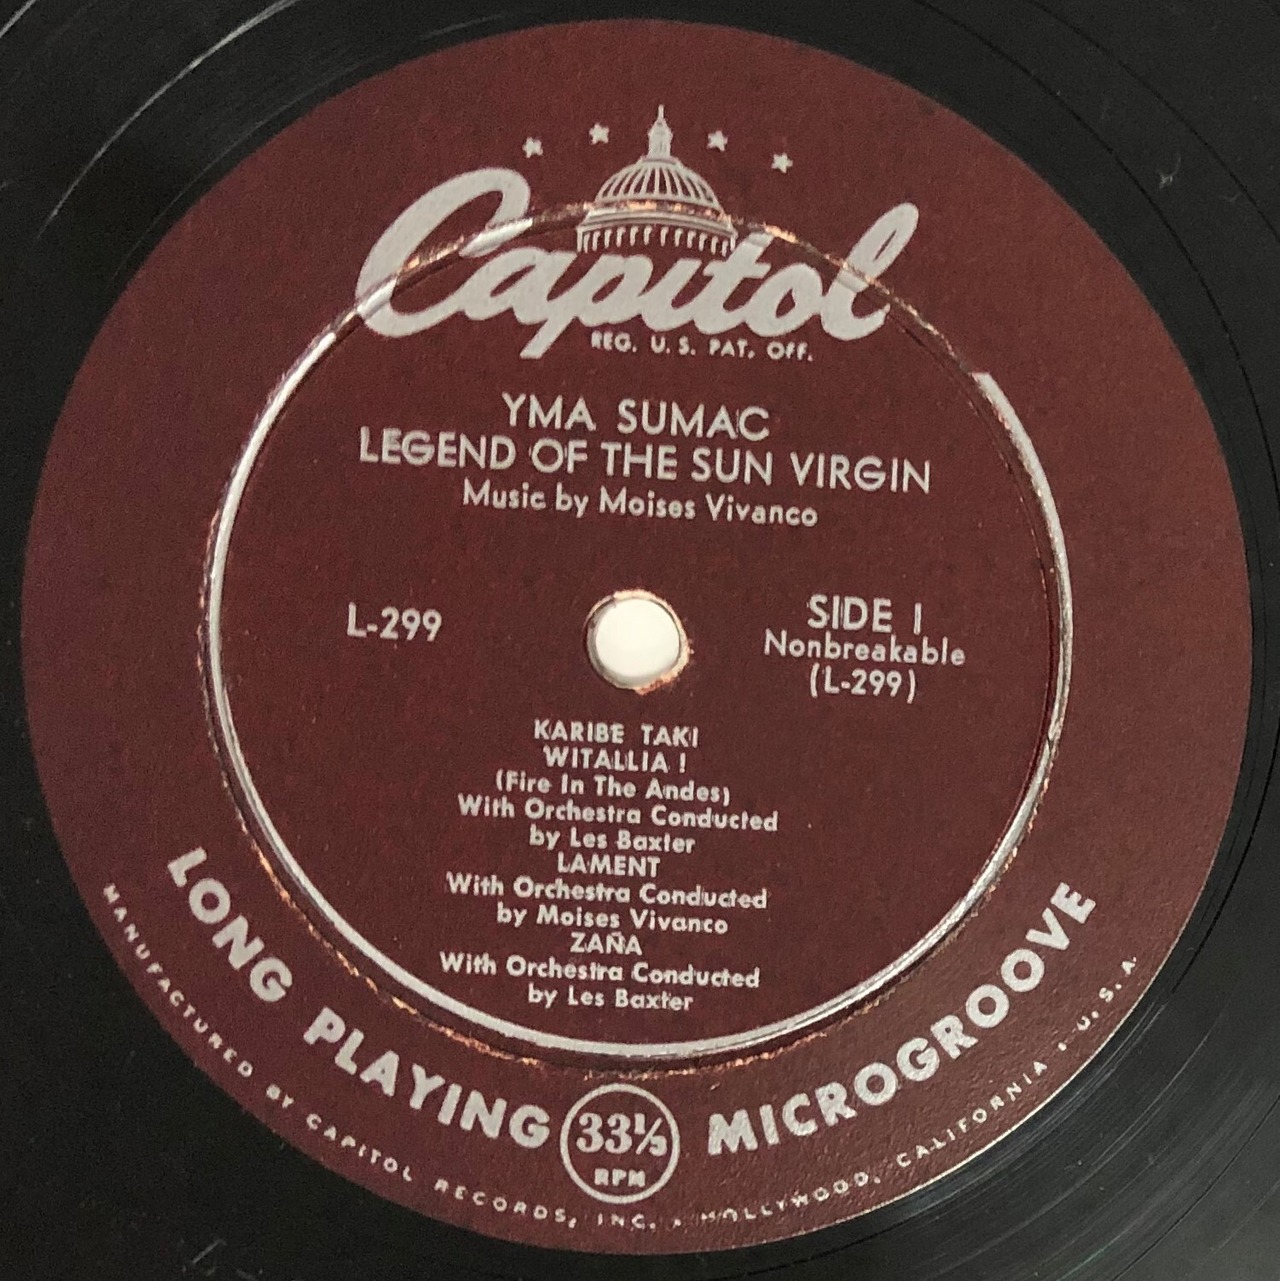 Capitol
REG. U.S. PAT. OFF.
YMA SUMAC
LEGEND OF THE SUN VIRGIN
Music by Moises Vivanco
L-299
SIDE 1
Nonbreakable
(L-299)
KARIBE TAKI
WITALLIA !
(Fire In The Andes)
With Orchestra Conducted
by Les Baxter
LAMENT
With Orchestra Conducted
by Moises Vivanco
ZAÑA
With Orchestra Conducted
by Les Baxter
LONG PLAYING 33⅓ RPM MICROGROOVE
MANUFACTURED BY CAPITOL RECORDS, INC. • HOLLYWOOD, CALIFORNIA • U.S.A.